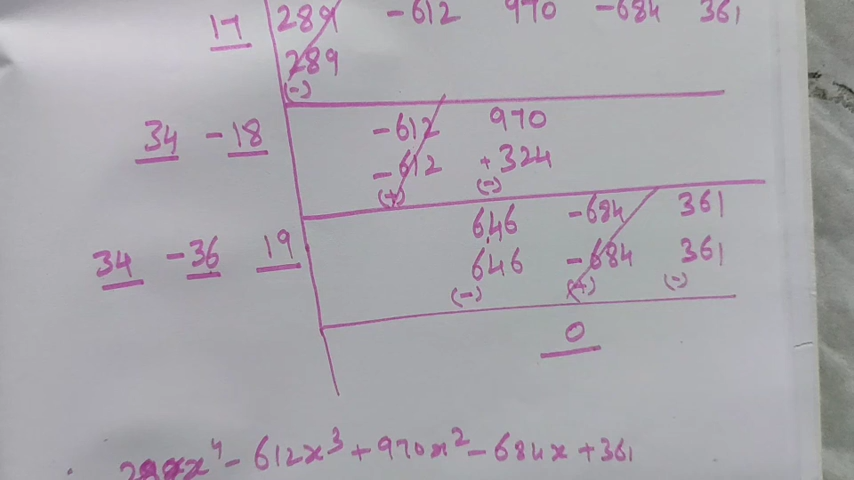 17 289 -612 970 -684 361
289
(-)
34 -18 -612 970
-612 +324
(+) (-)
34 -36 19 646 -684 361
646 -684 361
(-) (+) (-)
0
289x⁴ - 612x³ + 970x² - 684x + 361